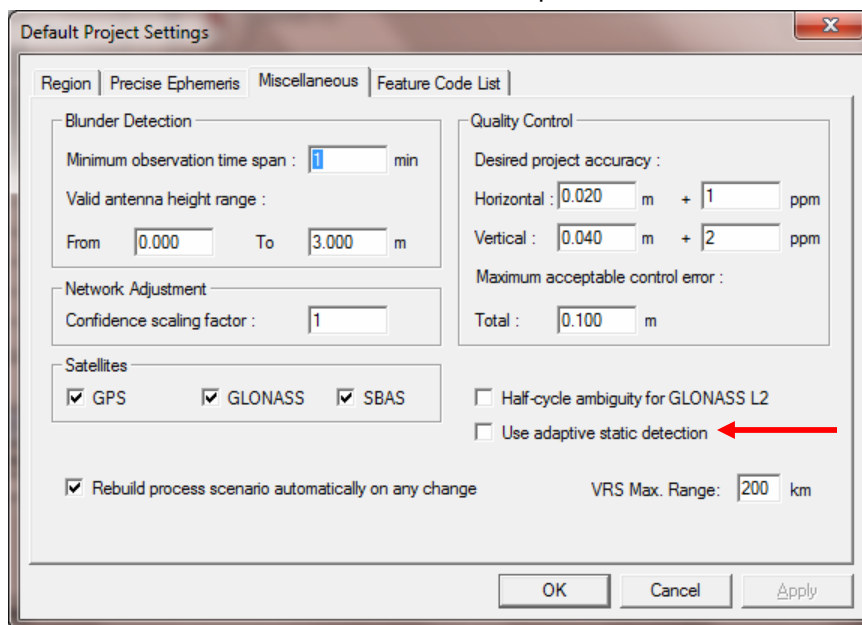 Default Project Settings
X
Region Precise Ephemeris Miscellaneous Feature Code List
Blunder Detection
Minimum observation time span : 1 min
Valid antenna height range :
From 0.000 To 3.000 m
Network Adjustment
Confidence scaling factor : 1
Satellites
GPS GLONASS SBAS
Rebuild process scenario automatically on any change
Quality Control
Desired project accuracy :
Horizontal : 0.020 m + 1 ppm
Vertical : 0.040 m + 2 ppm
Maximum acceptable control error :
Total : 0.100 m
Half-cycle ambiguity for GLONASS L2
Use adaptive static detection
VRS Max. Range: 200 km
OK Cancel Apply